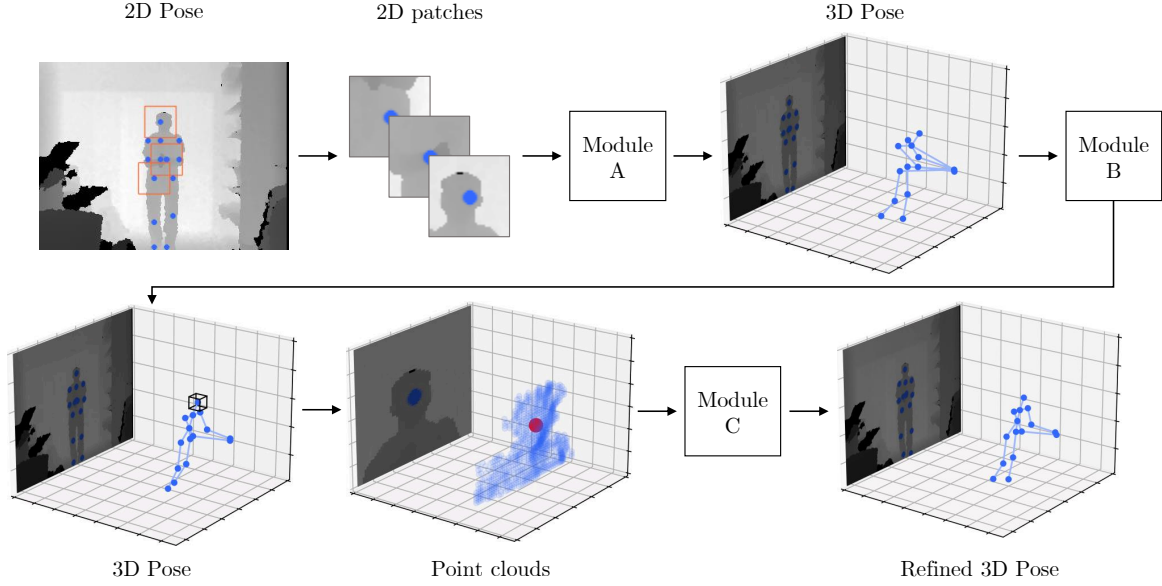 2D Pose
2D patches
3D Pose
Module
A
Module
B
Module
C
3D Pose
Point clouds
Refined 3D Pose